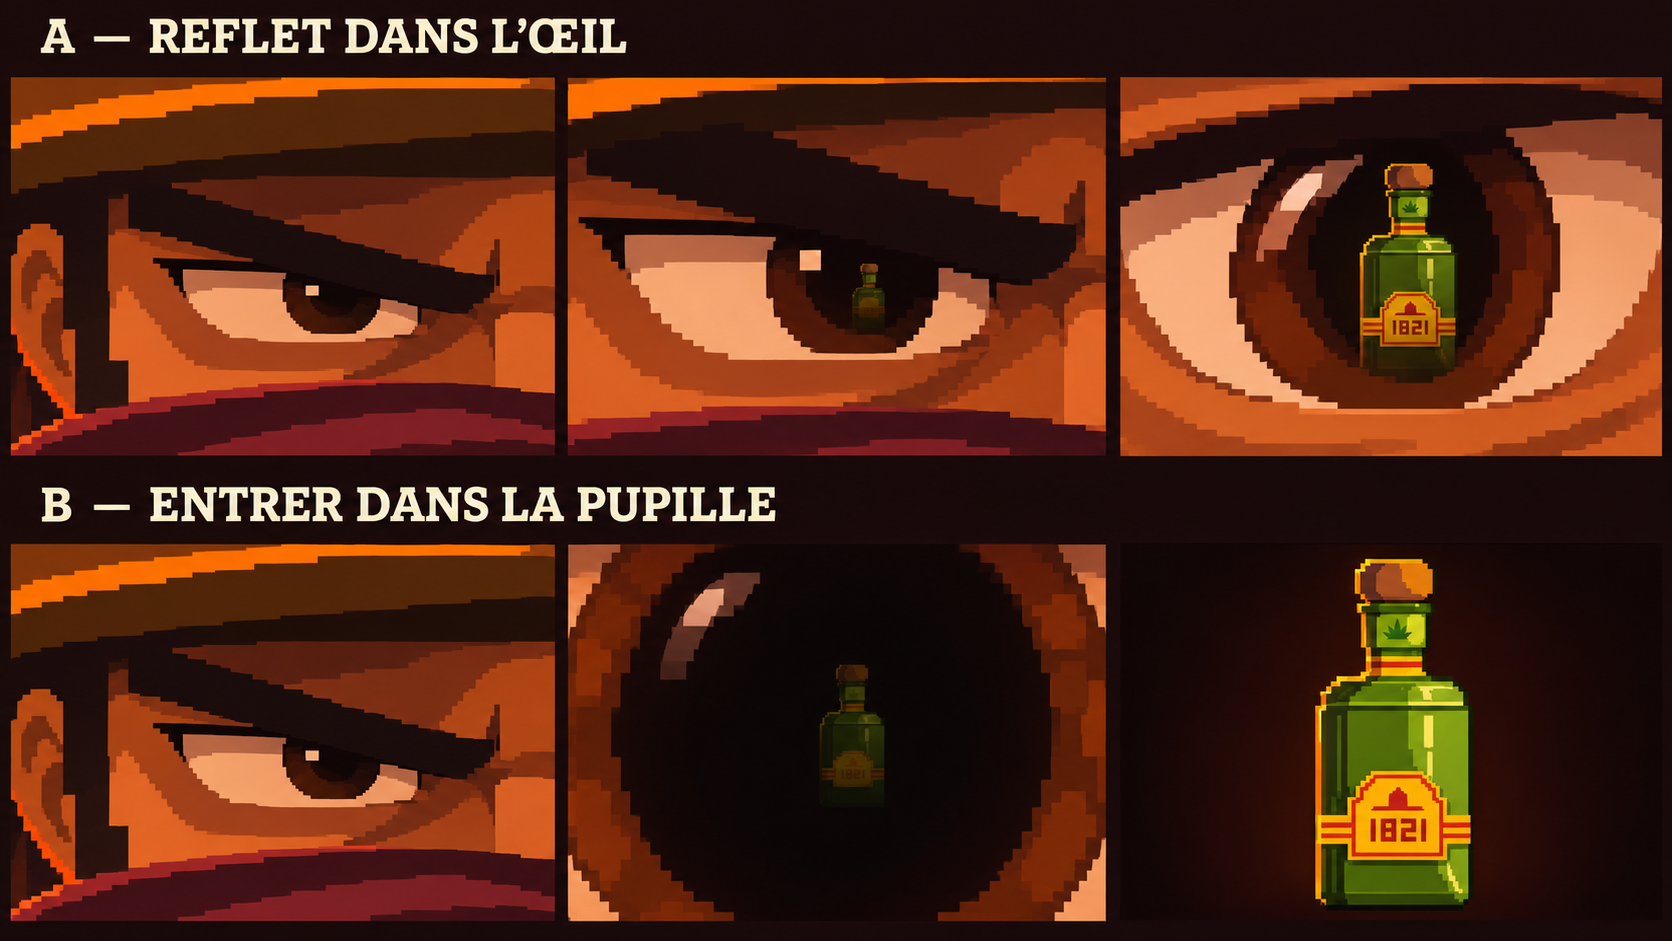 A — REFLET DANS L’ŒIL
1821
B — ENTRER DANS LA PUPILLE
1821
1821